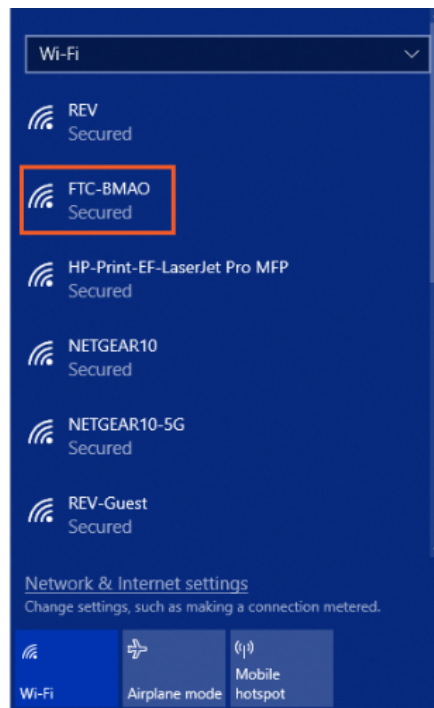 Wi-Fi
REV
Secured
FTC-BMAO
Secured
HP-Print-EF-LaserJet Pro MFP
Secured
NETGEAR10
Secured
NETGEAR10-5G
Secured
REV-Guest
Secured
Network & Internet settings
Change settings, such as making a connection metered.
Wi-Fi
Airplane mode
Mobile
hotspot